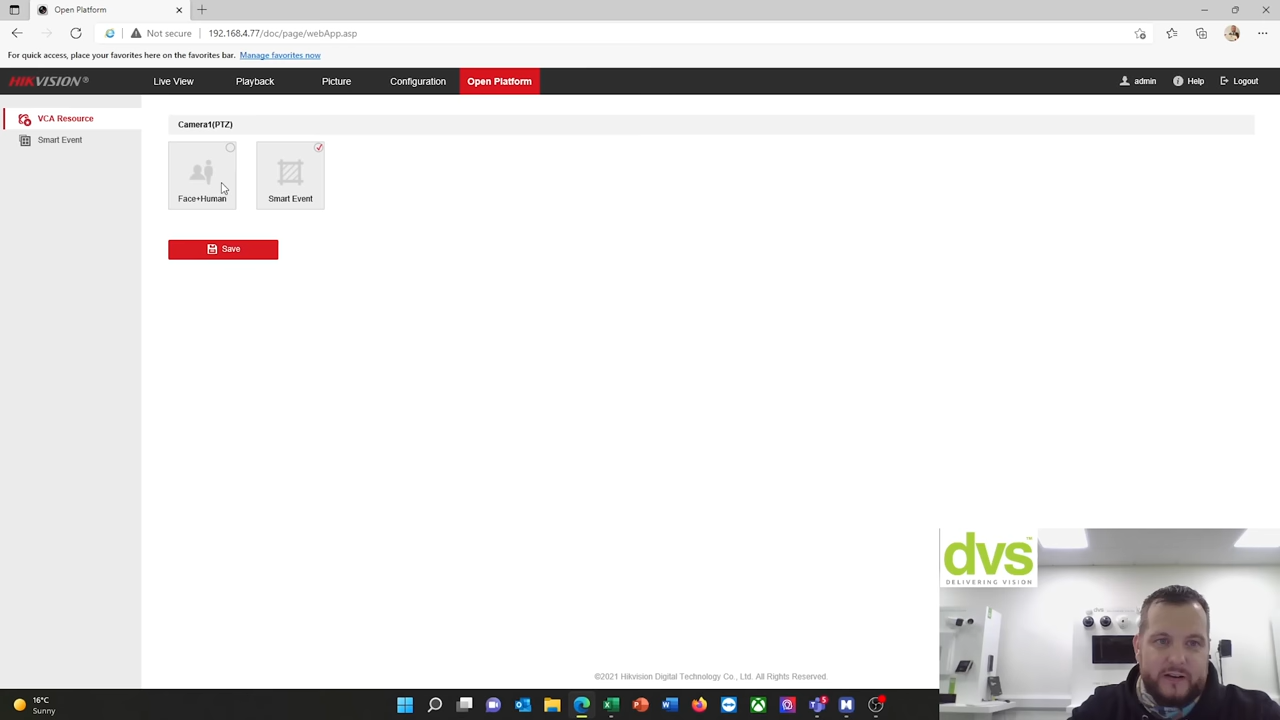 Open Platform
Not secure
192.168.4.77/doc/page/webApp.asp
For quick access, place your favorites here on the favorites bar. Manage favorites now
HIKVISION®
Live View
Playback
Picture
Configuration
Open Platform
admin
Help
Logout
VCA Resource
Smart Event
Camera1(PTZ)
Face+Human
Smart Event
Save
dvs™
DELIVERING VISION
©2021 Hikvision Digital Technology Co., Ltd. All Rights Reserved.
16°C
Sunny